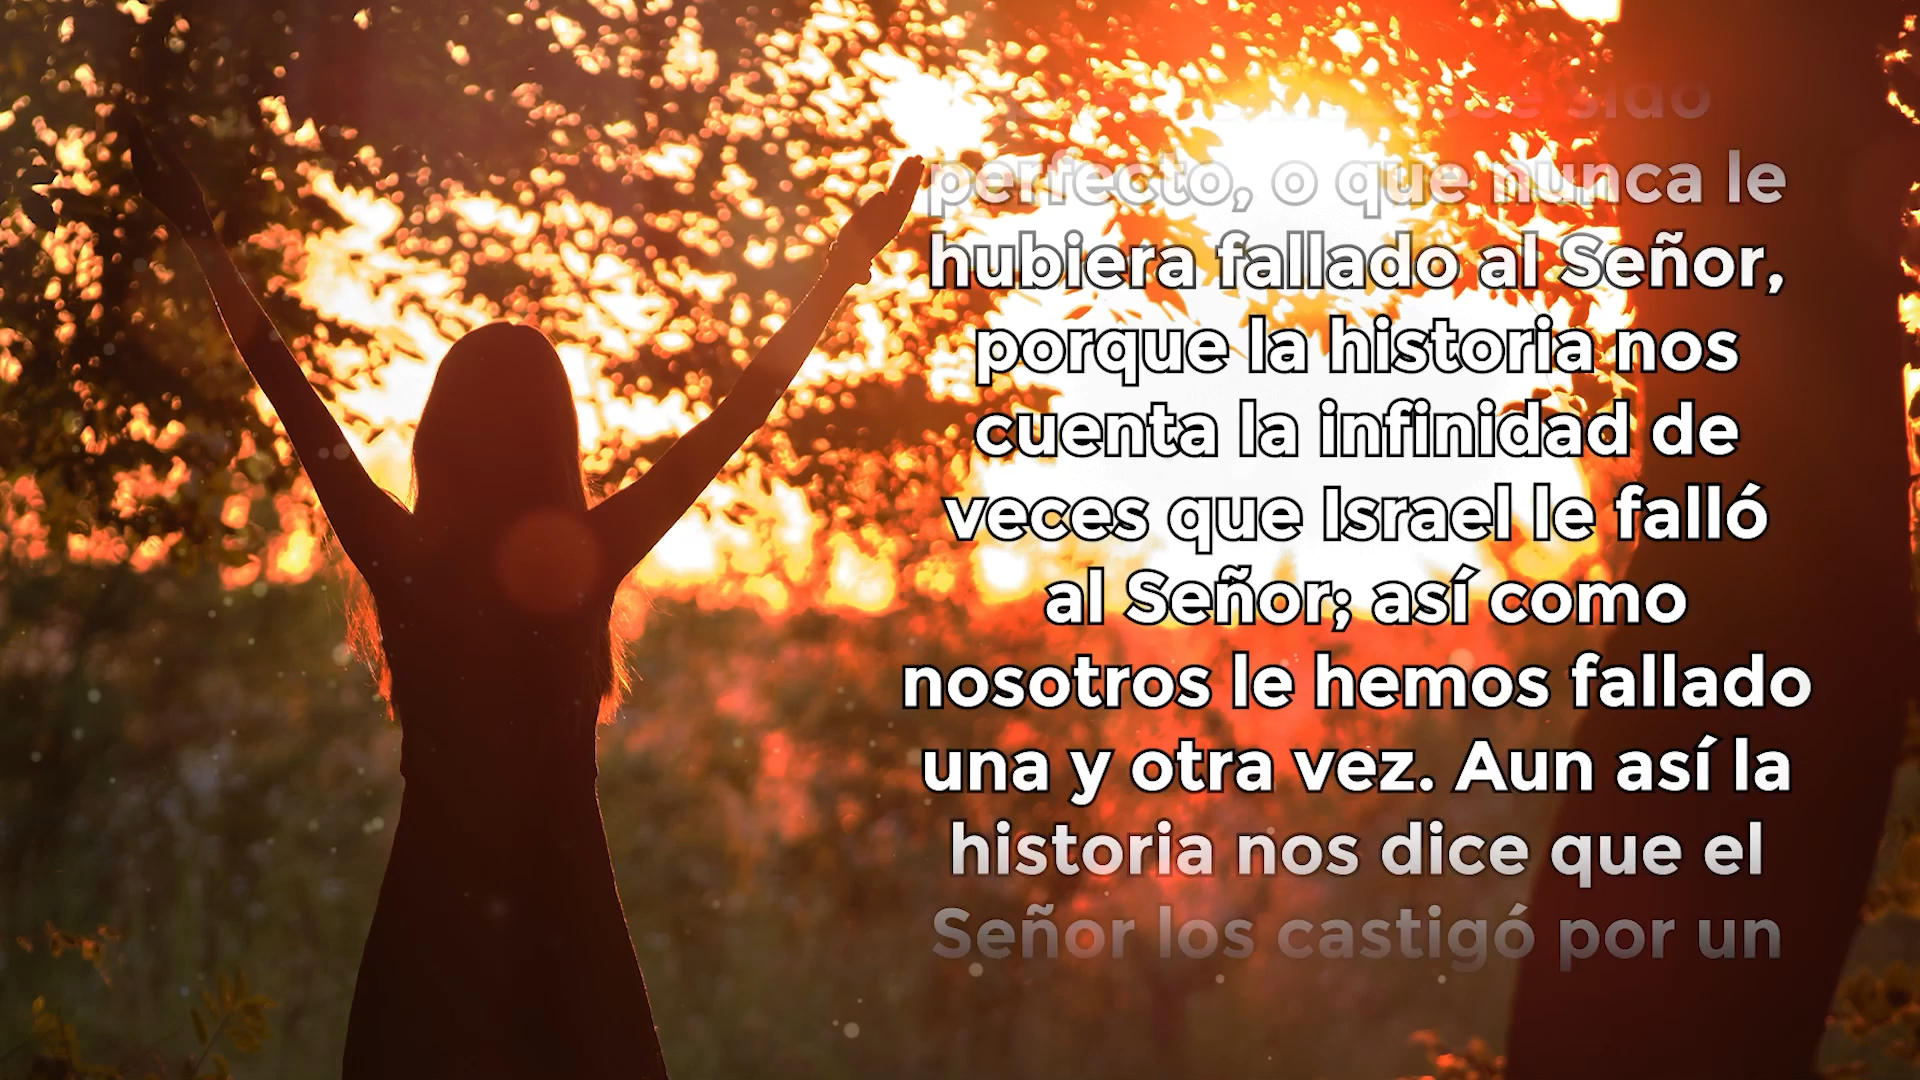 sido
perfecto, o que nunca le
hubiera fallado al Señor,
porque la historia nos
cuenta la infinidad de
veces que Israel le falló
al Señor; así como
nosotros le hemos fallado
una y otra vez. Aun así la
historia nos dice que el
Señor los castigó por un